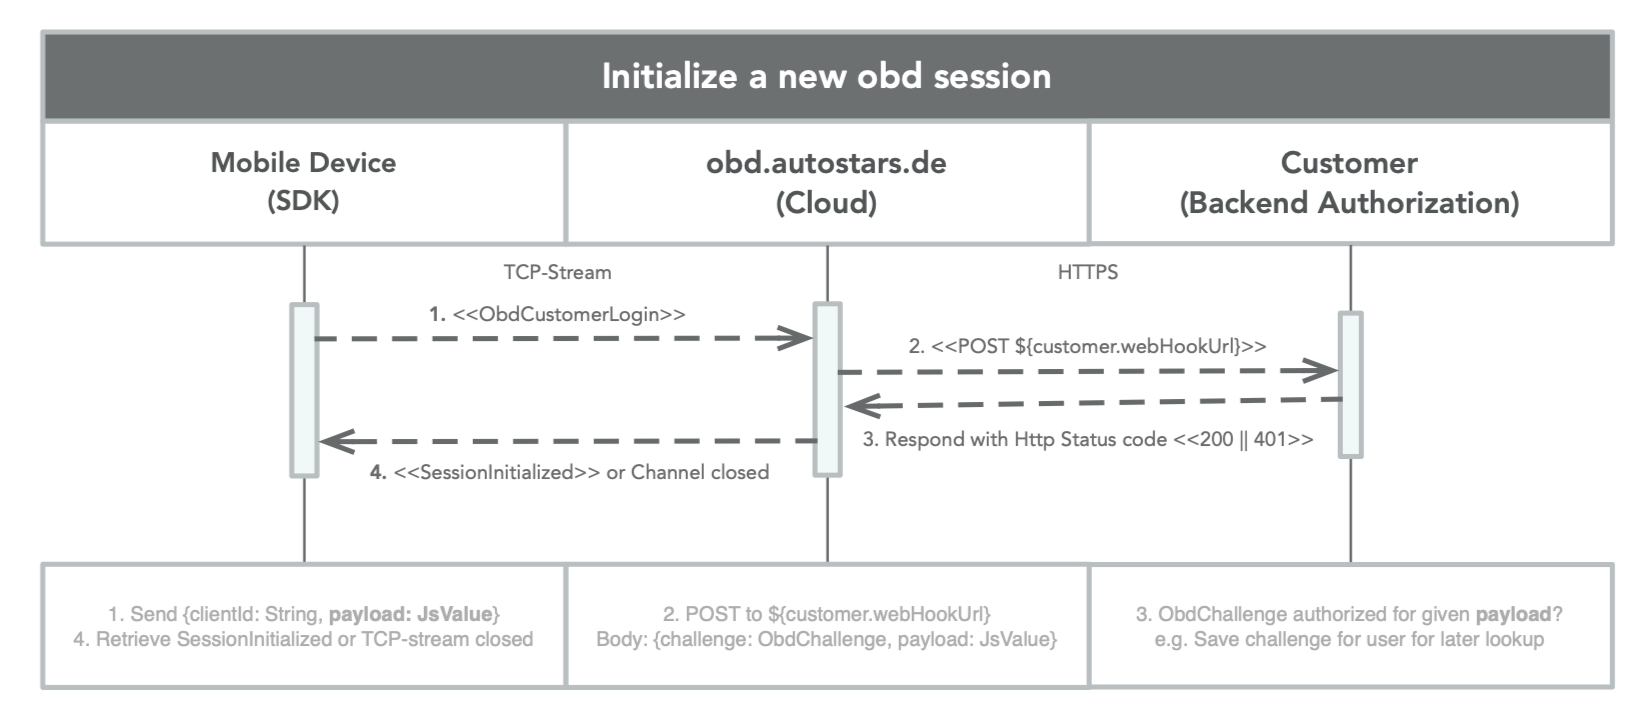 Initialize a new obd session
Mobile Device
(SDK)
obd.autostars.de
(Cloud)
Customer
(Backend Authorization)
TCP-Stream
HTTPS
1. <<ObdCustomerLogin>>
2. <<POST ${customer.webHookUrl}>>
3. Respond with Http Status code <<200 || 401>>
4. <<SessionInitialized>> or Channel closed
1. Send {clientId: String, payload: JsValue}
4. Retrieve SessionInitialized or TCP-stream closed
2. POST to ${customer.webHookUrl}
Body: {challenge: ObdChallenge, payload: JsValue}
3. ObdChallenge authorized for given payload?
e.g. Save challenge for user for later lookup